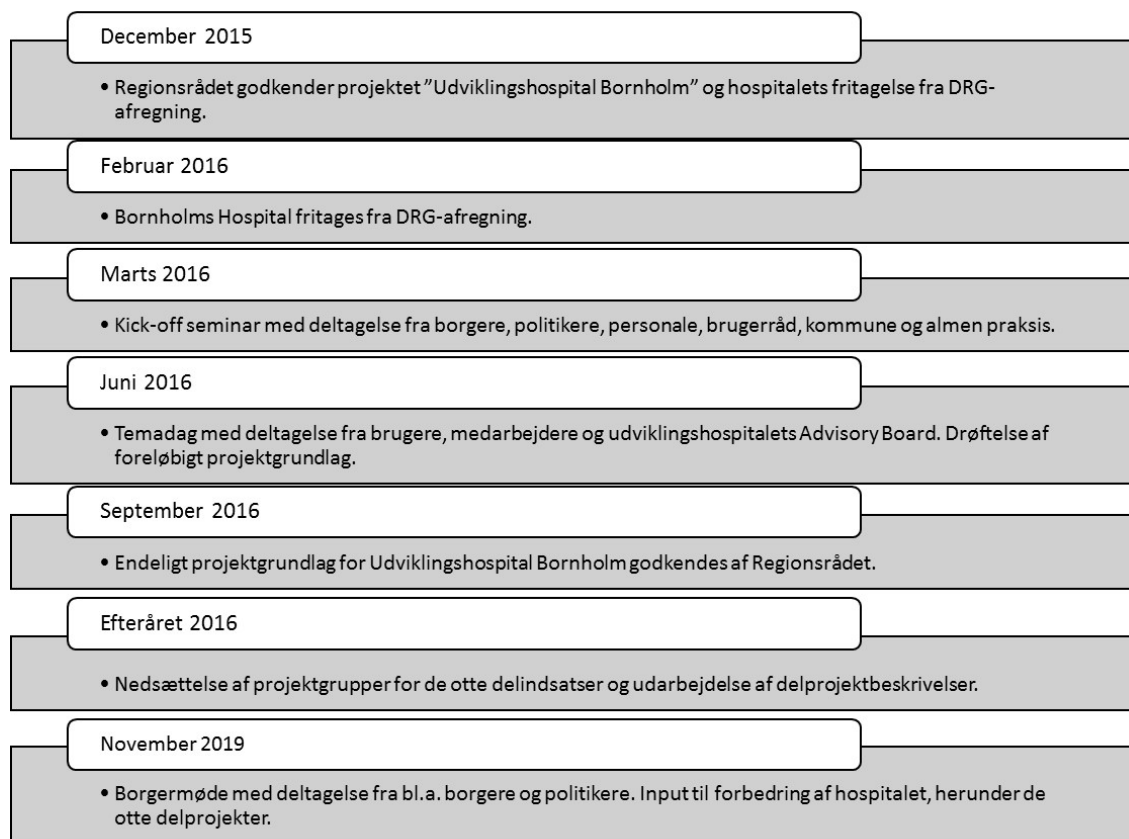 December 2015
• Regionsrådet godkender projektet ”Udviklingshospital Bornholm” og hospitalets fritagelse fra DRG-
afregning.
Februar 2016
• Bornholms Hospital fritages fra DRG-afregning.
Marts 2016
• Kick-off seminar med deltagelse fra borgere, politikere, personale, brugerråd, kommune og almen praksis.
Juni 2016
• Temadag med deltagelse fra brugere, medarbejdere og udviklingshospitalets Advisory Board. Drøftelse af
foreløbigt projektgrundlag.
September 2016
• Endeligt projektgrundlag for Udviklingshospital Bornholm godkendes af Regionsrådet.
Efteråret 2016
• Nedsættelse af projektgrupper for de otte delindsatser og udarbejdelse af delprojektbeskrivelser.
November 2019
• Borgermøde med deltagelse fra bl.a. borgere og politikere. Input til forbedring af hospitalet, herunder de
otte delprojekter.